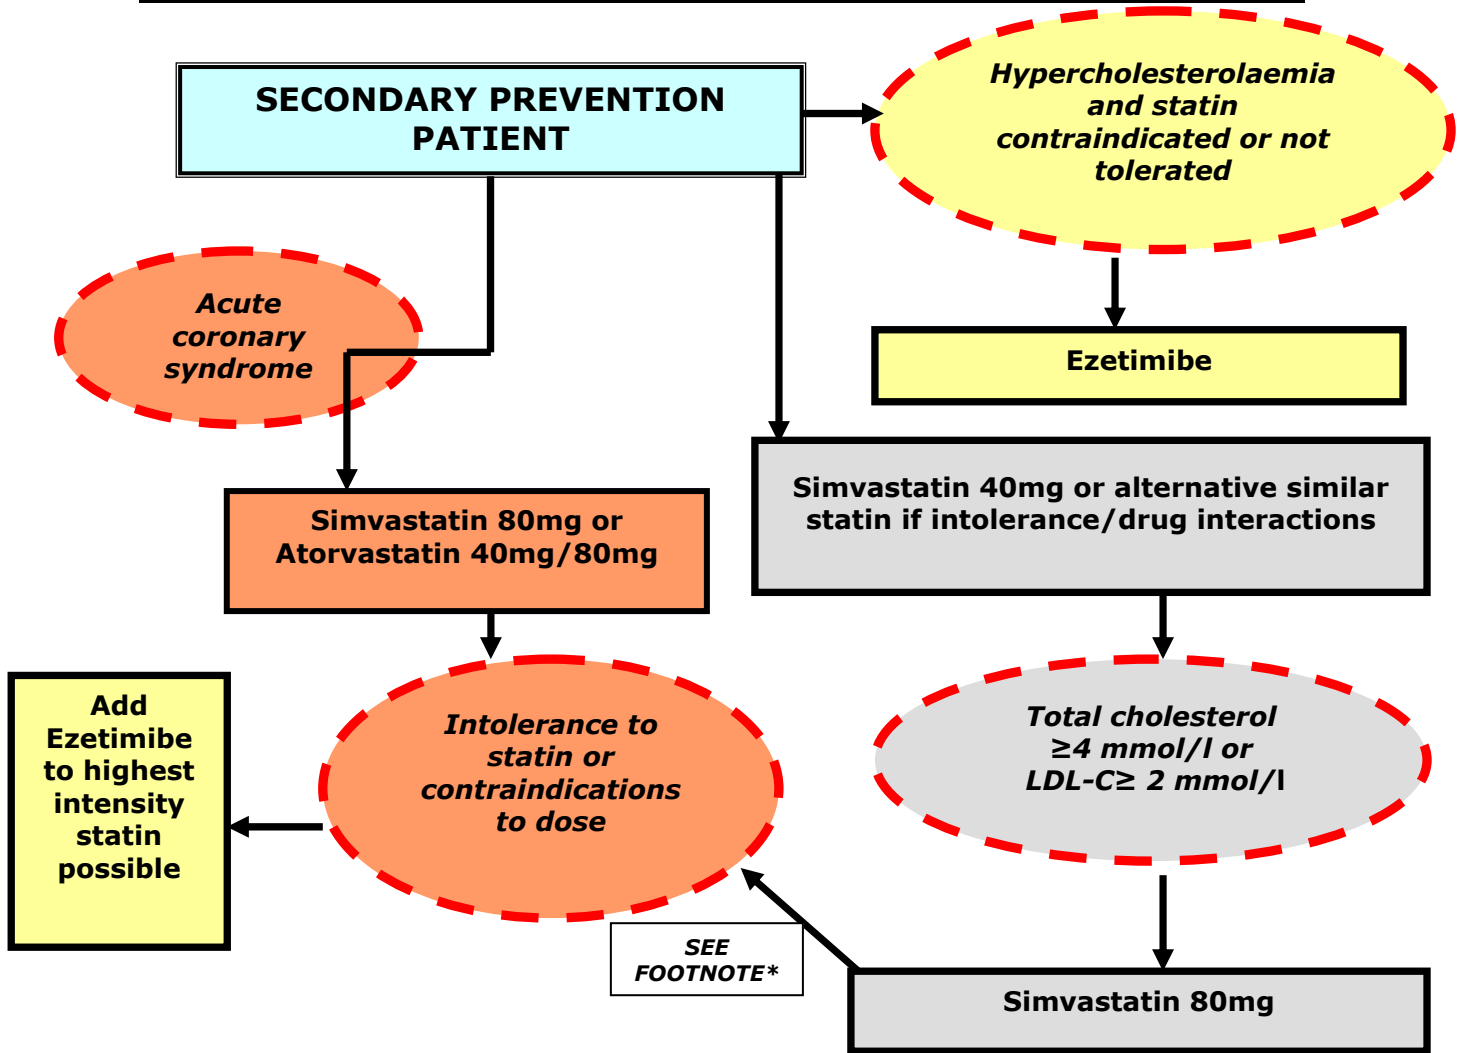 SECONDARY PREVENTION
PATIENT
Hypercholesterolaemia
and statin
contraindicated or not
tolerated
Acute
coronary
syndrome
Ezetimibe
Simvastatin 40mg or alternative similar
statin if intolerance/drug interactions
Simvastatin 80mg or
Atorvastatin 40mg/80mg
Add
Ezetimibe
to highest
intensity
statin
possible
Intolerance to
statin or
contraindications
to dose
Total cholesterol
≥4 mmol/l or
LDL-C≥ 2 mmol/l
SEE
FOOTNOTE*
Simvastatin 80mg